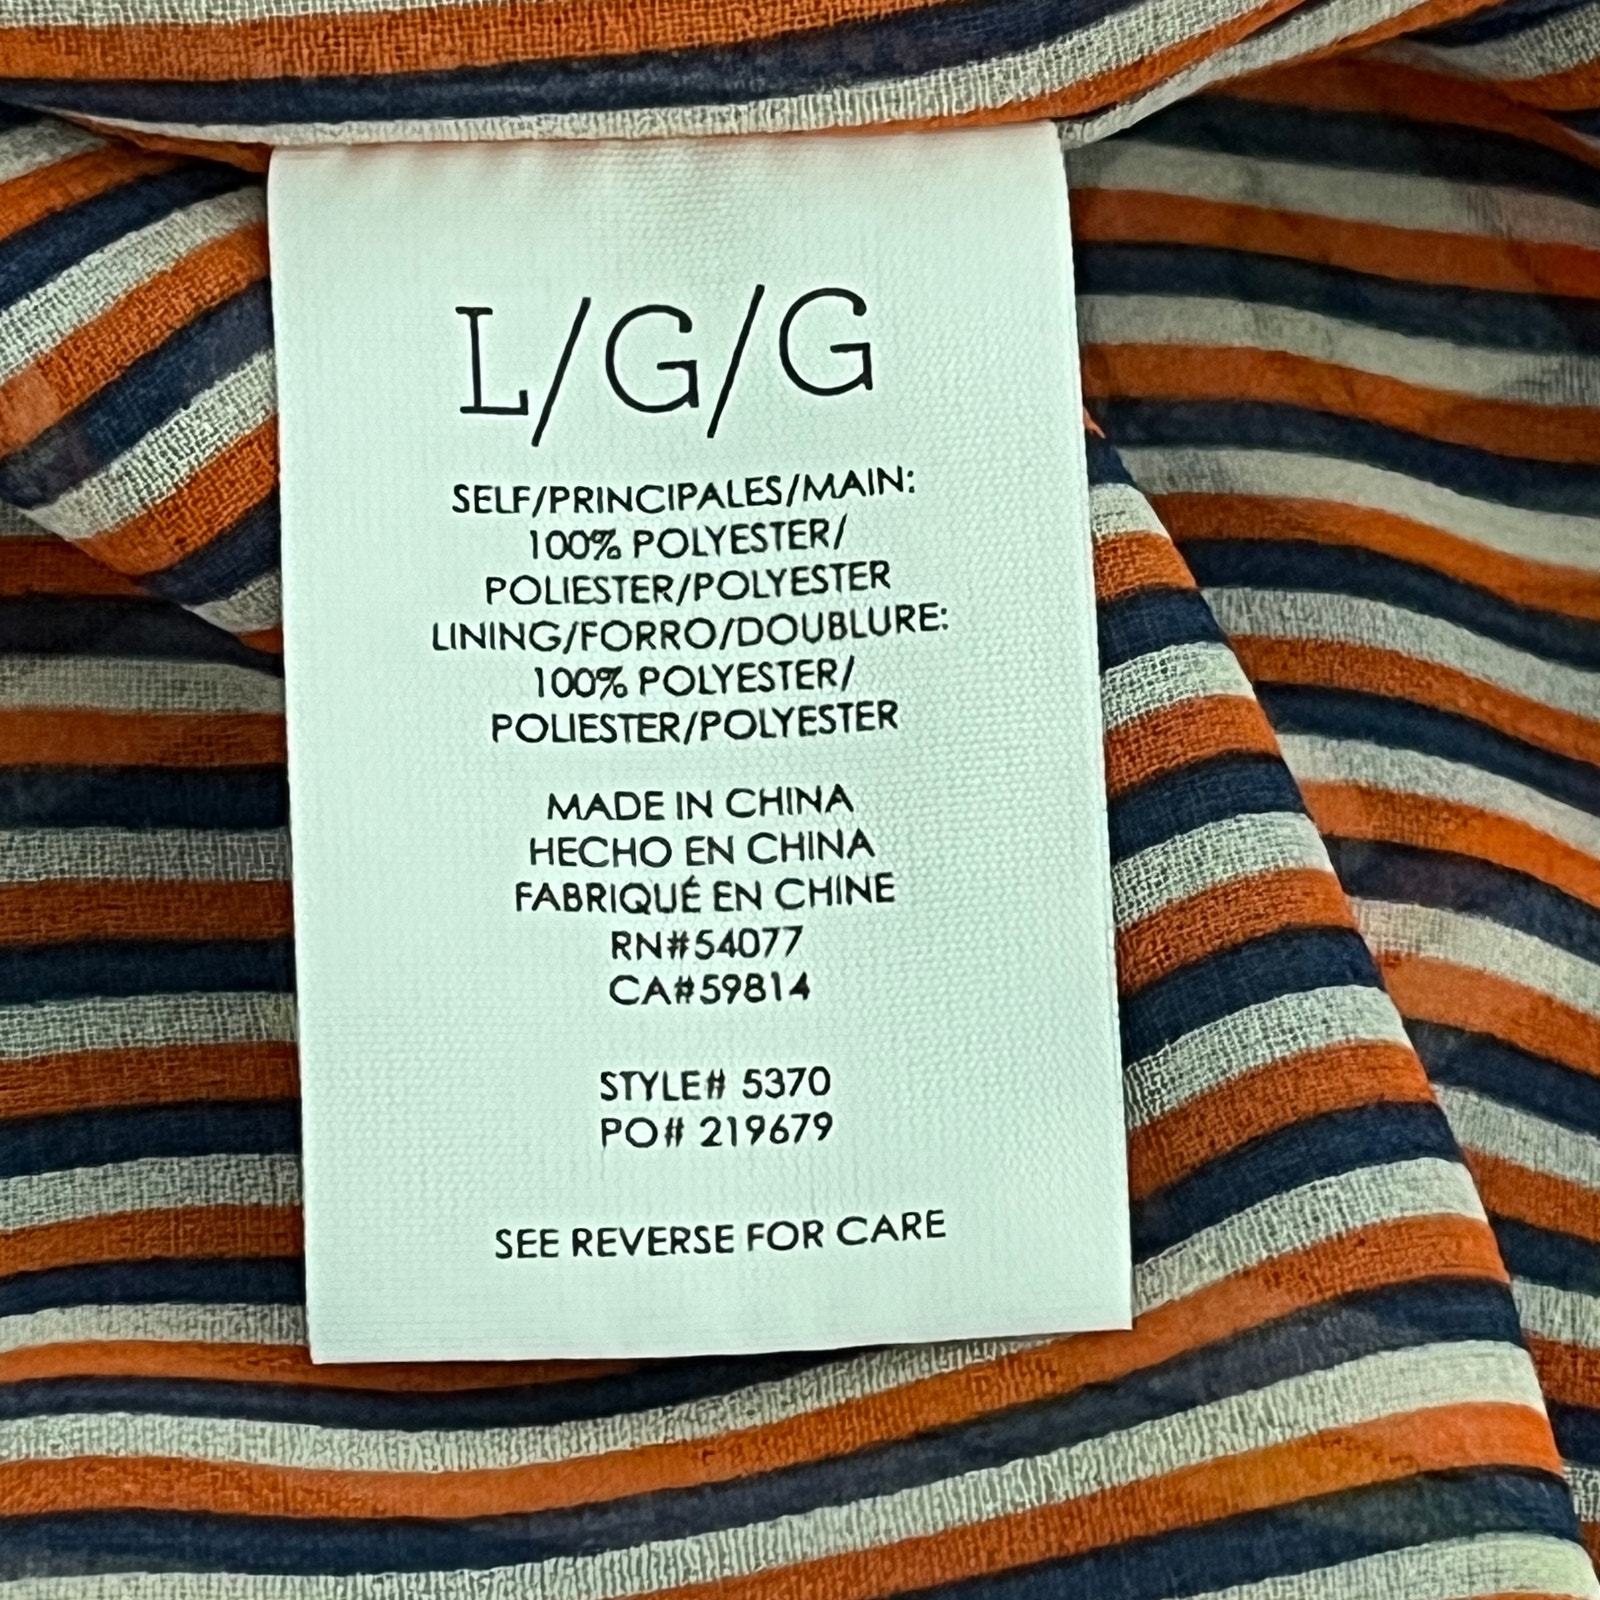 L/G/G
SELF/PRINCIPALES/MAIN:
100% POLYESTER/
POLIESTER/POLYESTER
LINING/FORRO/DOUBLURE:
100% POLYESTER/
POLIESTER/POLYESTER
MADE IN CHINA
HECHO EN CHINA
FABRIQUÉ EN CHINE
RN#54077
CA#59814
STYLE# 5370
PO# 219679
SEE REVERSE FOR CARE